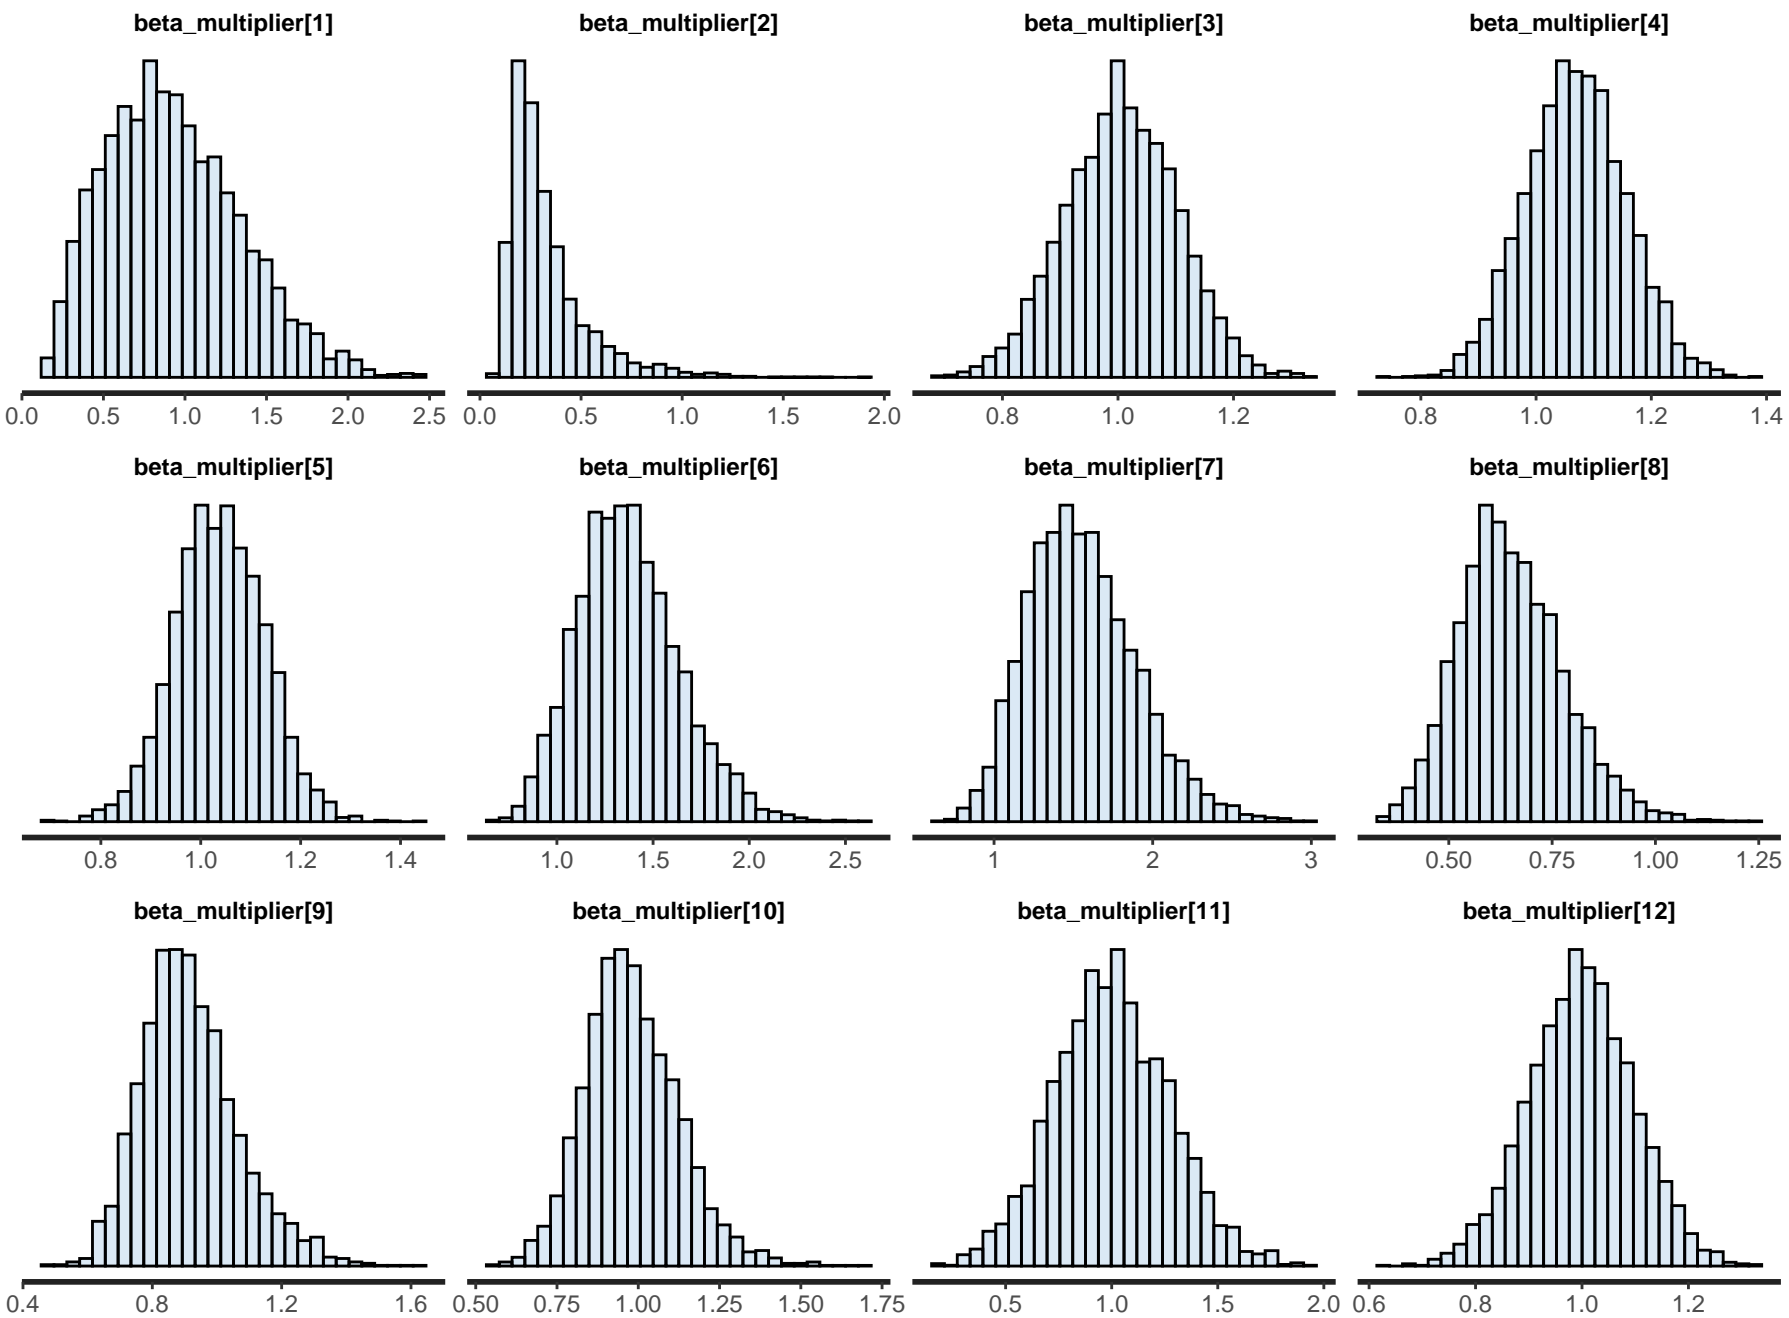 beta_multiplier[1] beta_multiplier[2] beta_multiplier[3] beta_multiplier[4]
0.0 0.5 1.0 1.5 2.0 2.5 0.0 0.5 1.0 1.5 2.0 0.8 1.0 1.2 0.8 1.0 1.2 1.4
beta_multiplier[5] beta_multiplier[6] beta_multiplier[7] beta_multiplier[8]
0.8 1.0 1.2 1.4 1.0 1.5 2.0 2.5 1 2 3 0.50 0.75 1.00 1.25
beta_multiplier[9] beta_multiplier[10] beta_multiplier[11] beta_multiplier[12]
0.4 0.8 1.2 1.6 0.50 0.75 1.00 1.25 1.50 1.75 0.5 1.0 1.5 2.0 0.6 0.8 1.0 1.2